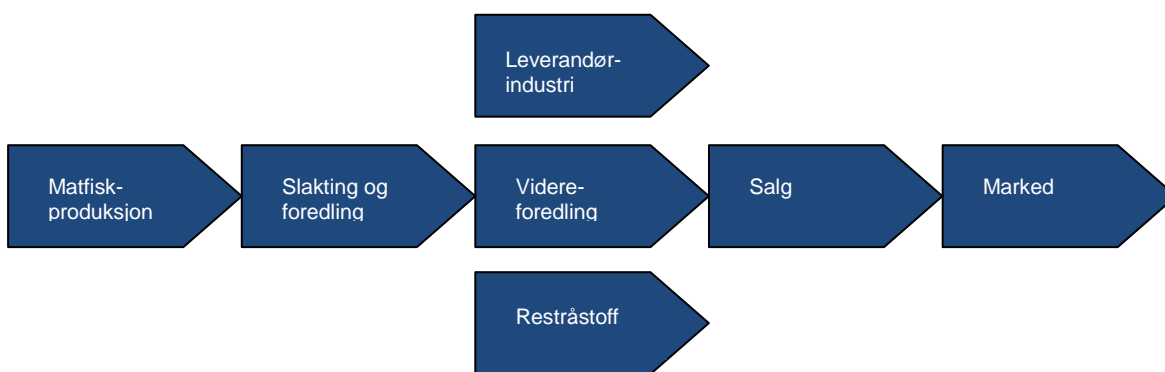 Leverandør-
industri
Matfisk-
produksjon
Slakting og
foredling
Videre-
foredling
Salg
Marked
Restråstoff